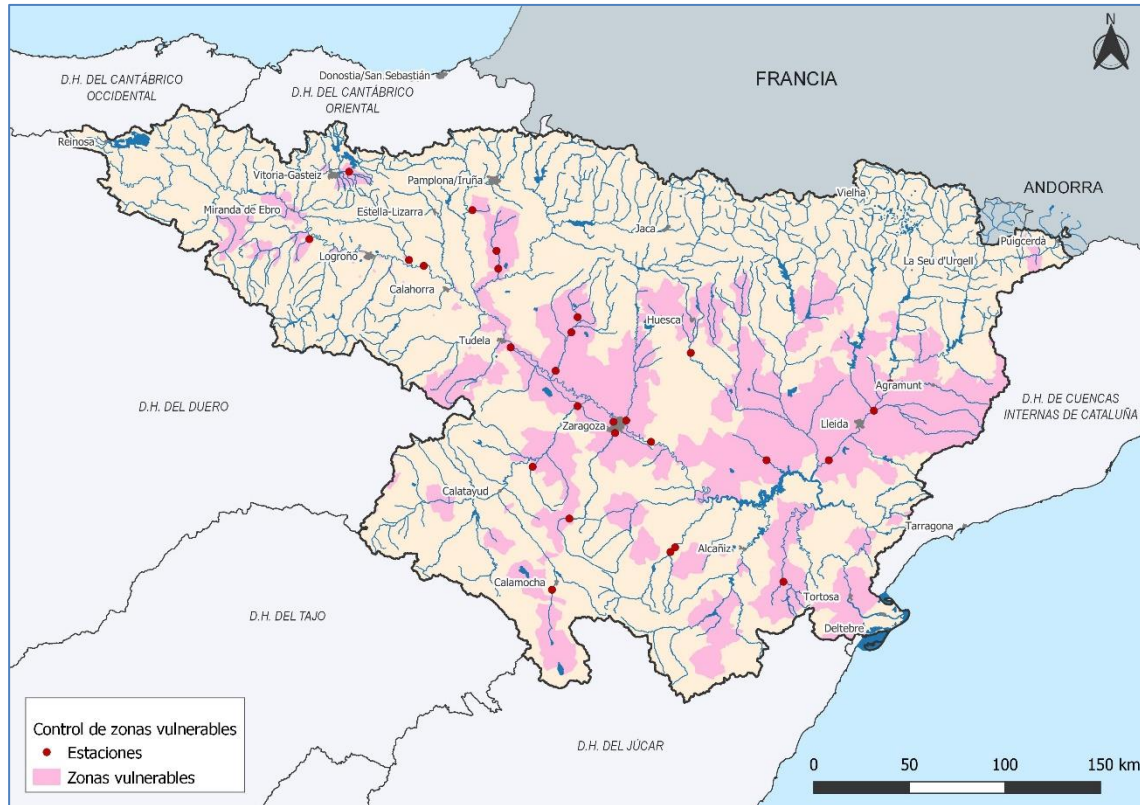 N
Donostia/San Sebastián
D.H. DEL CANTÁBRICO
OCCIDENTAL
D.H. DEL CANTÁBRICO
ORIENTAL
FRANCIA
Reinosa
Vitoria-Gasteiz
Pamplona/Iruña
ANDORRA
Vielha
Miranda de Ebro
Estella-Lizarra
Jaca
Puigcerdà
Logroño
La Seu d'Urgell
Calahorra
Huesca
Tudela
Agramunt
D.H. DEL DUERO
D.H. DE CUENCAS
INTERNAS DE CATALUÑA
Zaragoza
Lleida
Calatayud
Tarragona
Alcañiz
Calamocha
Tortosa
D.H. DEL TAJO
Deltebre
Control de zonas vulnerables
Estaciones
Zonas vulnerables
D.H. DEL JÚCAR
0 50 100 150 km